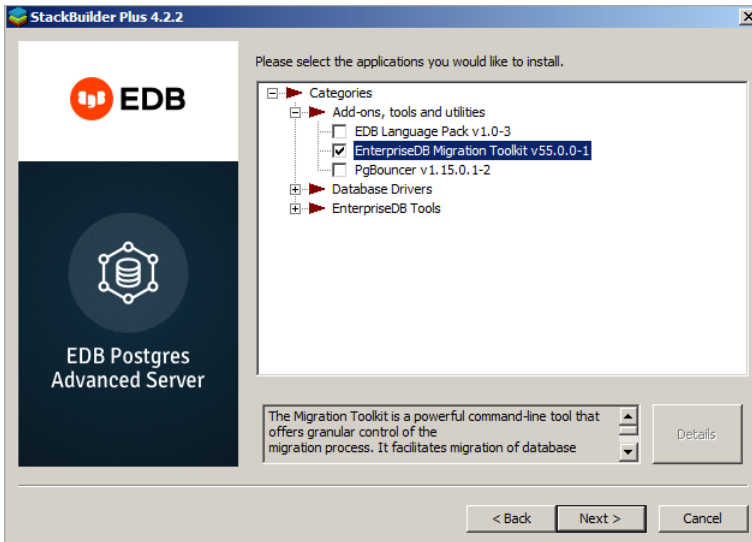 StackBuilder Plus 4.2.2
EDB
EDB Postgres
Advanced Server
Please select the applications you would like to install.
Categories
Add-ons, tools and utilities
EDB Language Pack v1.0-3
EnterpriseDB Migration Toolkit v55.0.0-1
PgBouncer v1.15.0.1-2
Database Drivers
EnterpriseDB Tools
The Migration Toolkit is a powerful command-line tool that
offers granular control of the
migration process. It facilitates migration of database
Details
< Back
Next >
Cancel